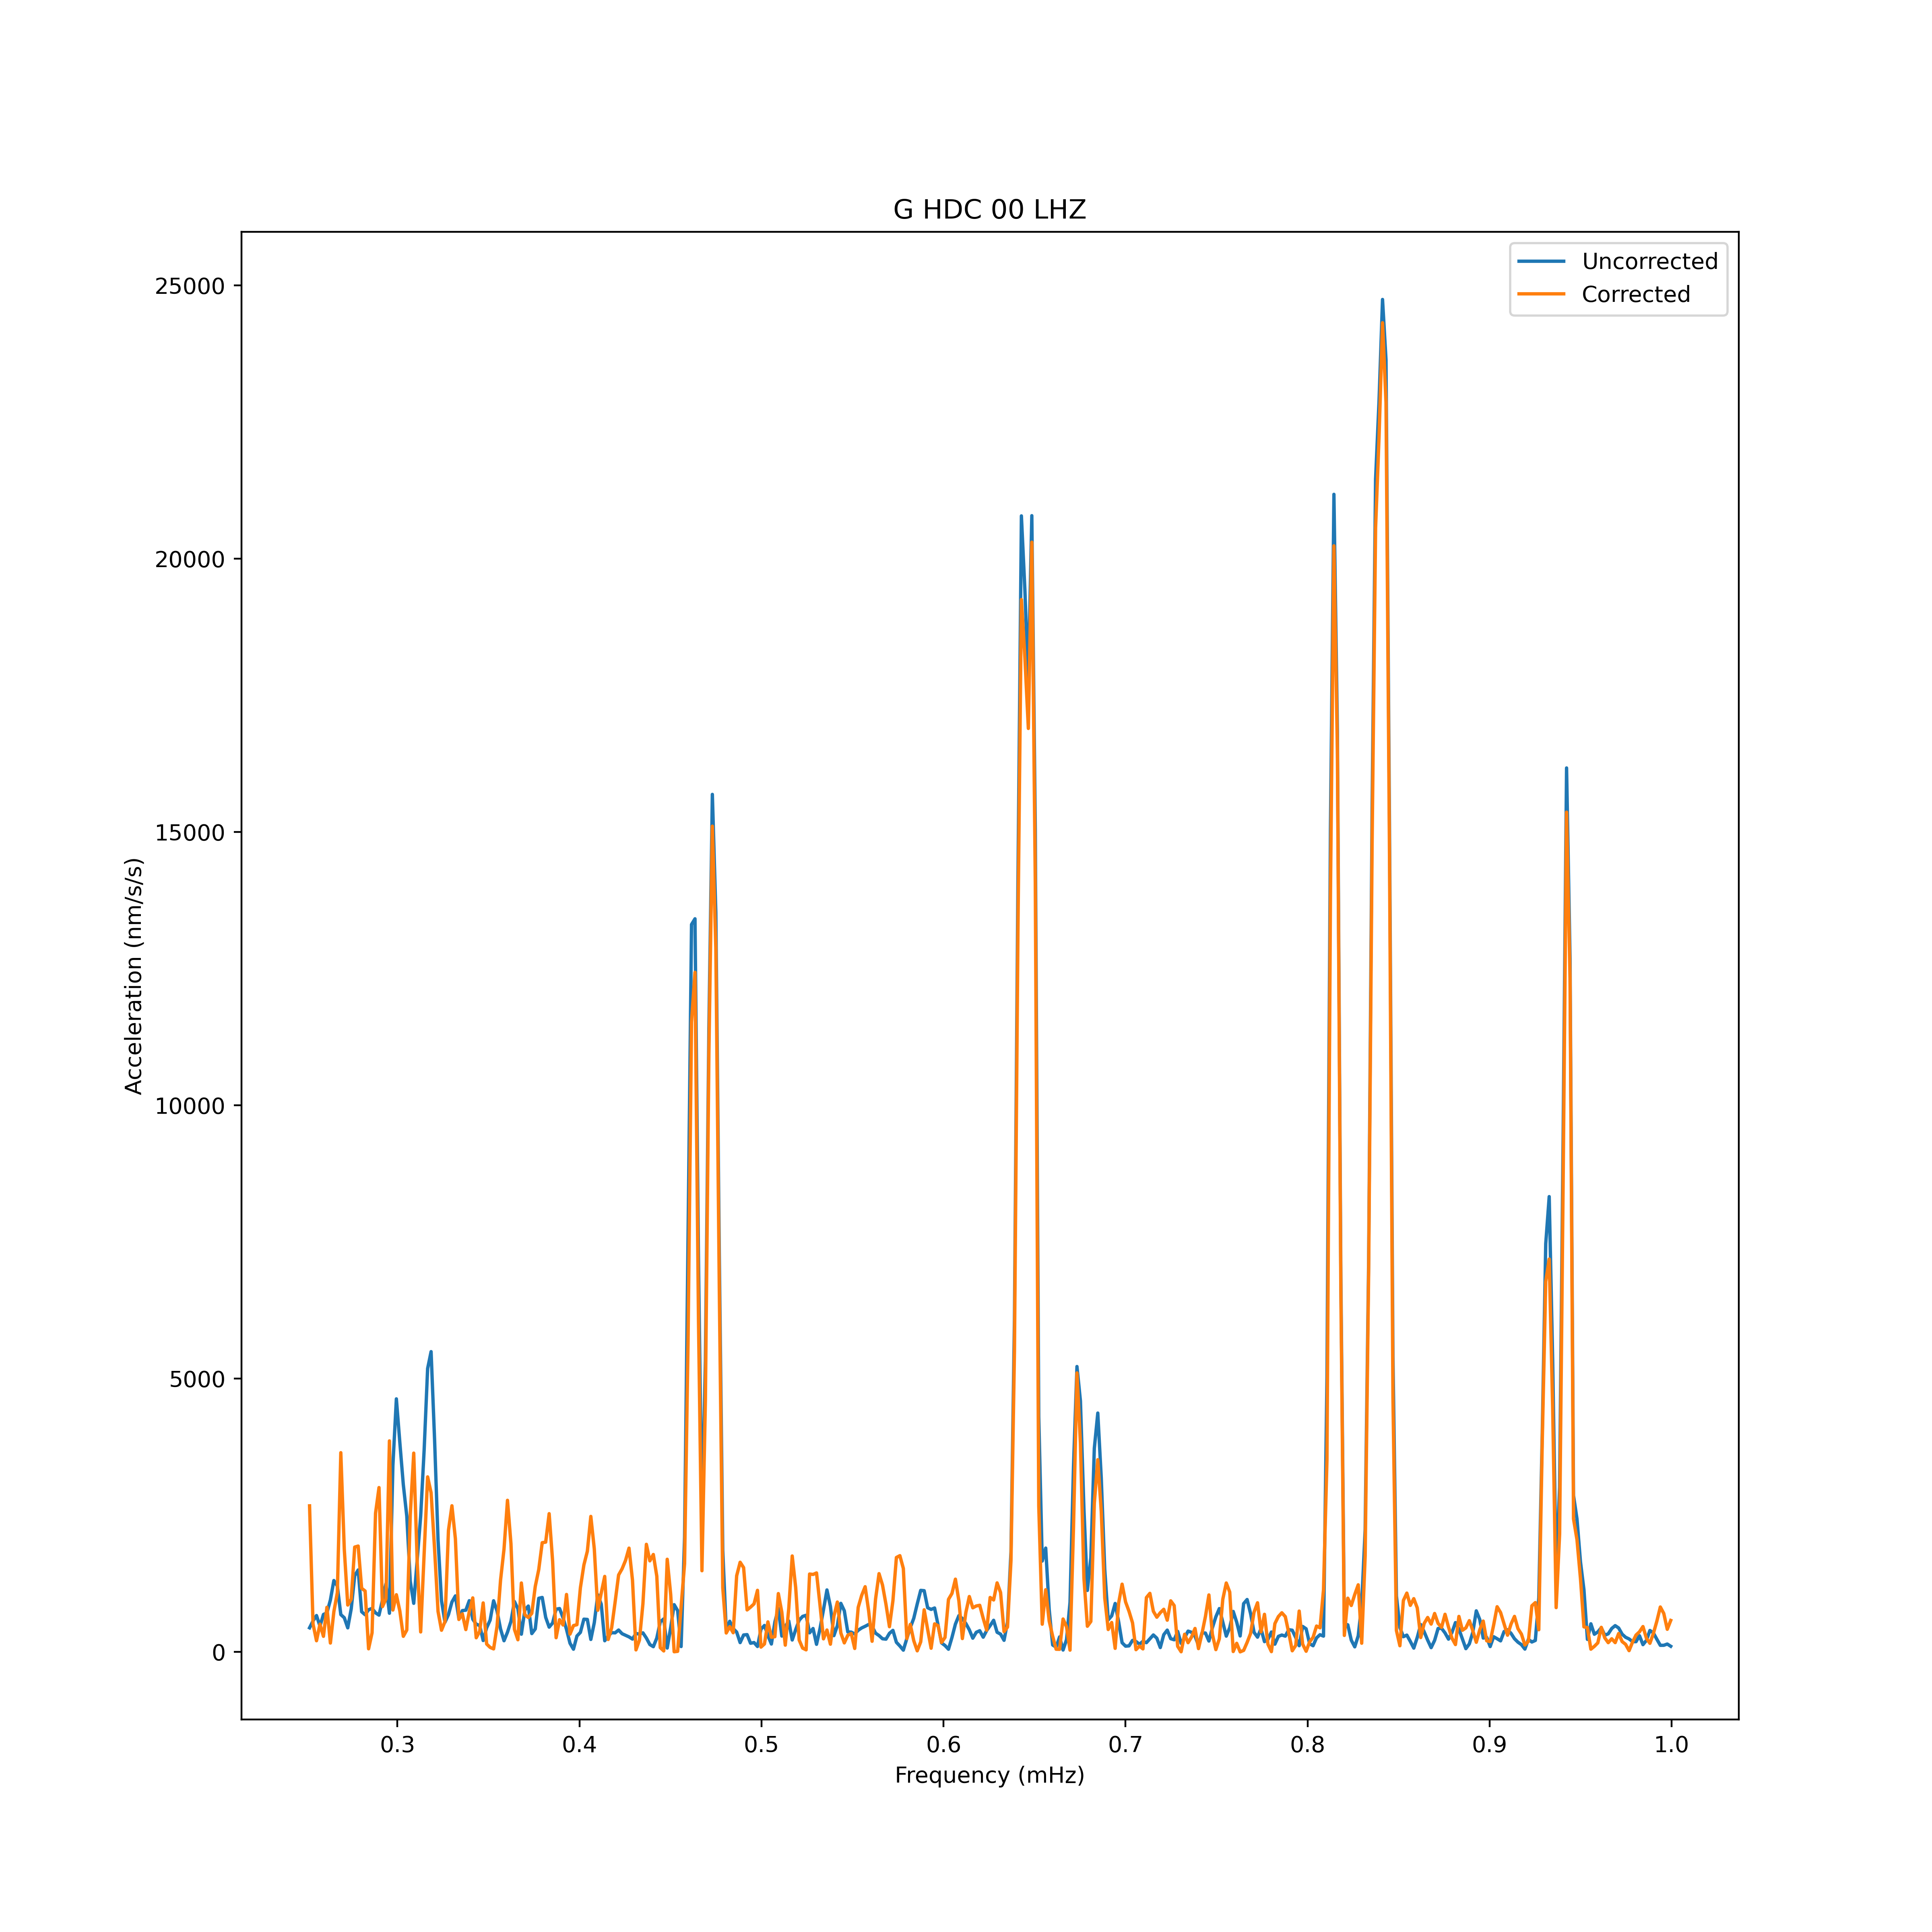 G HDC 00 LHZ
Uncorrected
Corrected
25000
20000
15000
10000
5000
0
Acceleration (nm/s/s)
0.3 0.4 0.5 0.6 0.7 0.8 0.9 1.0
Frequency (mHz)